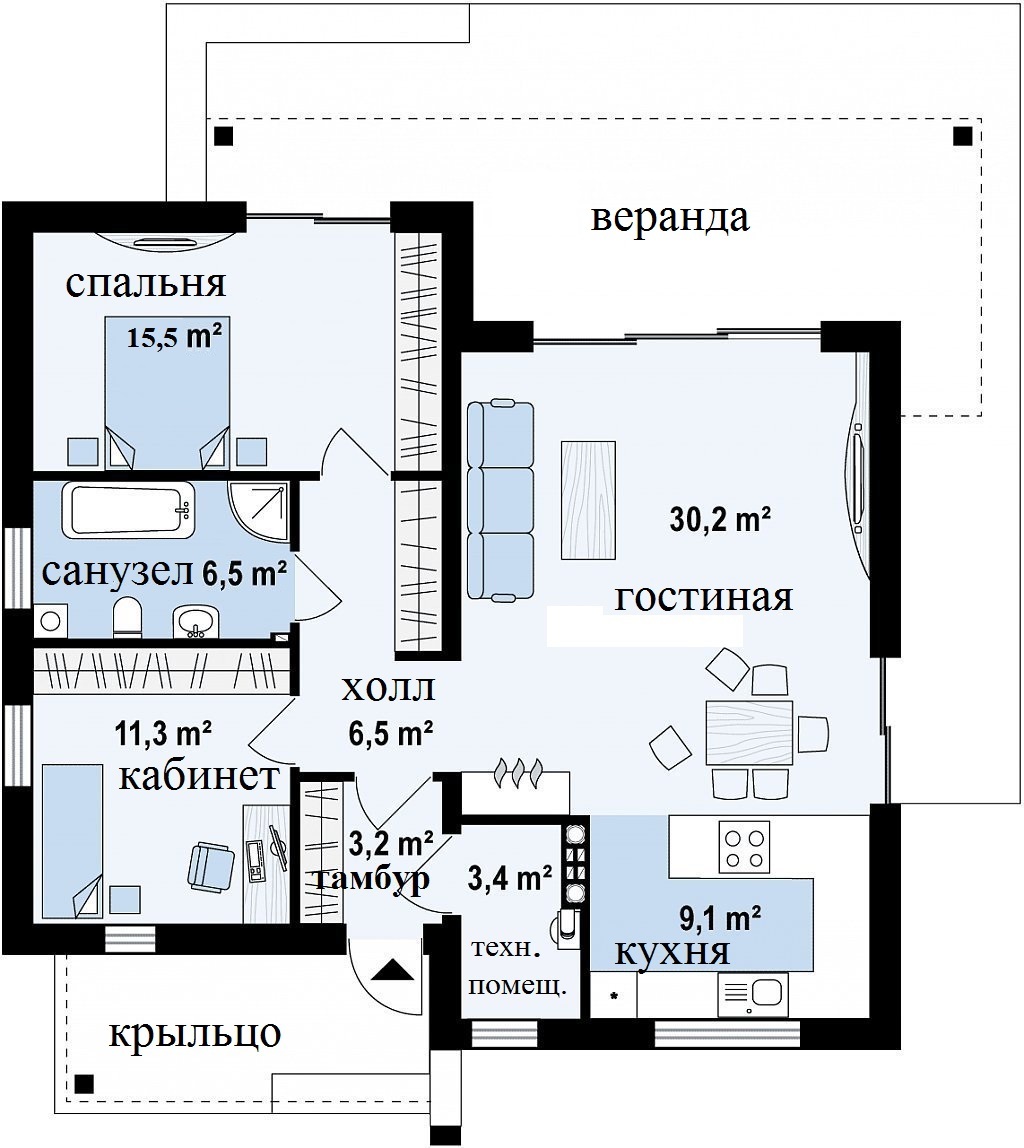 веранда
спальня
15,5 m²
30,2 m²
гостиная
санузел 6,5 m²
холл
6,5 m²
11,3 m²
кабинет
3,2 m²
тамбур
3,4 m²
техн.
помещ.
9,1 m²
кухня
крыльцо